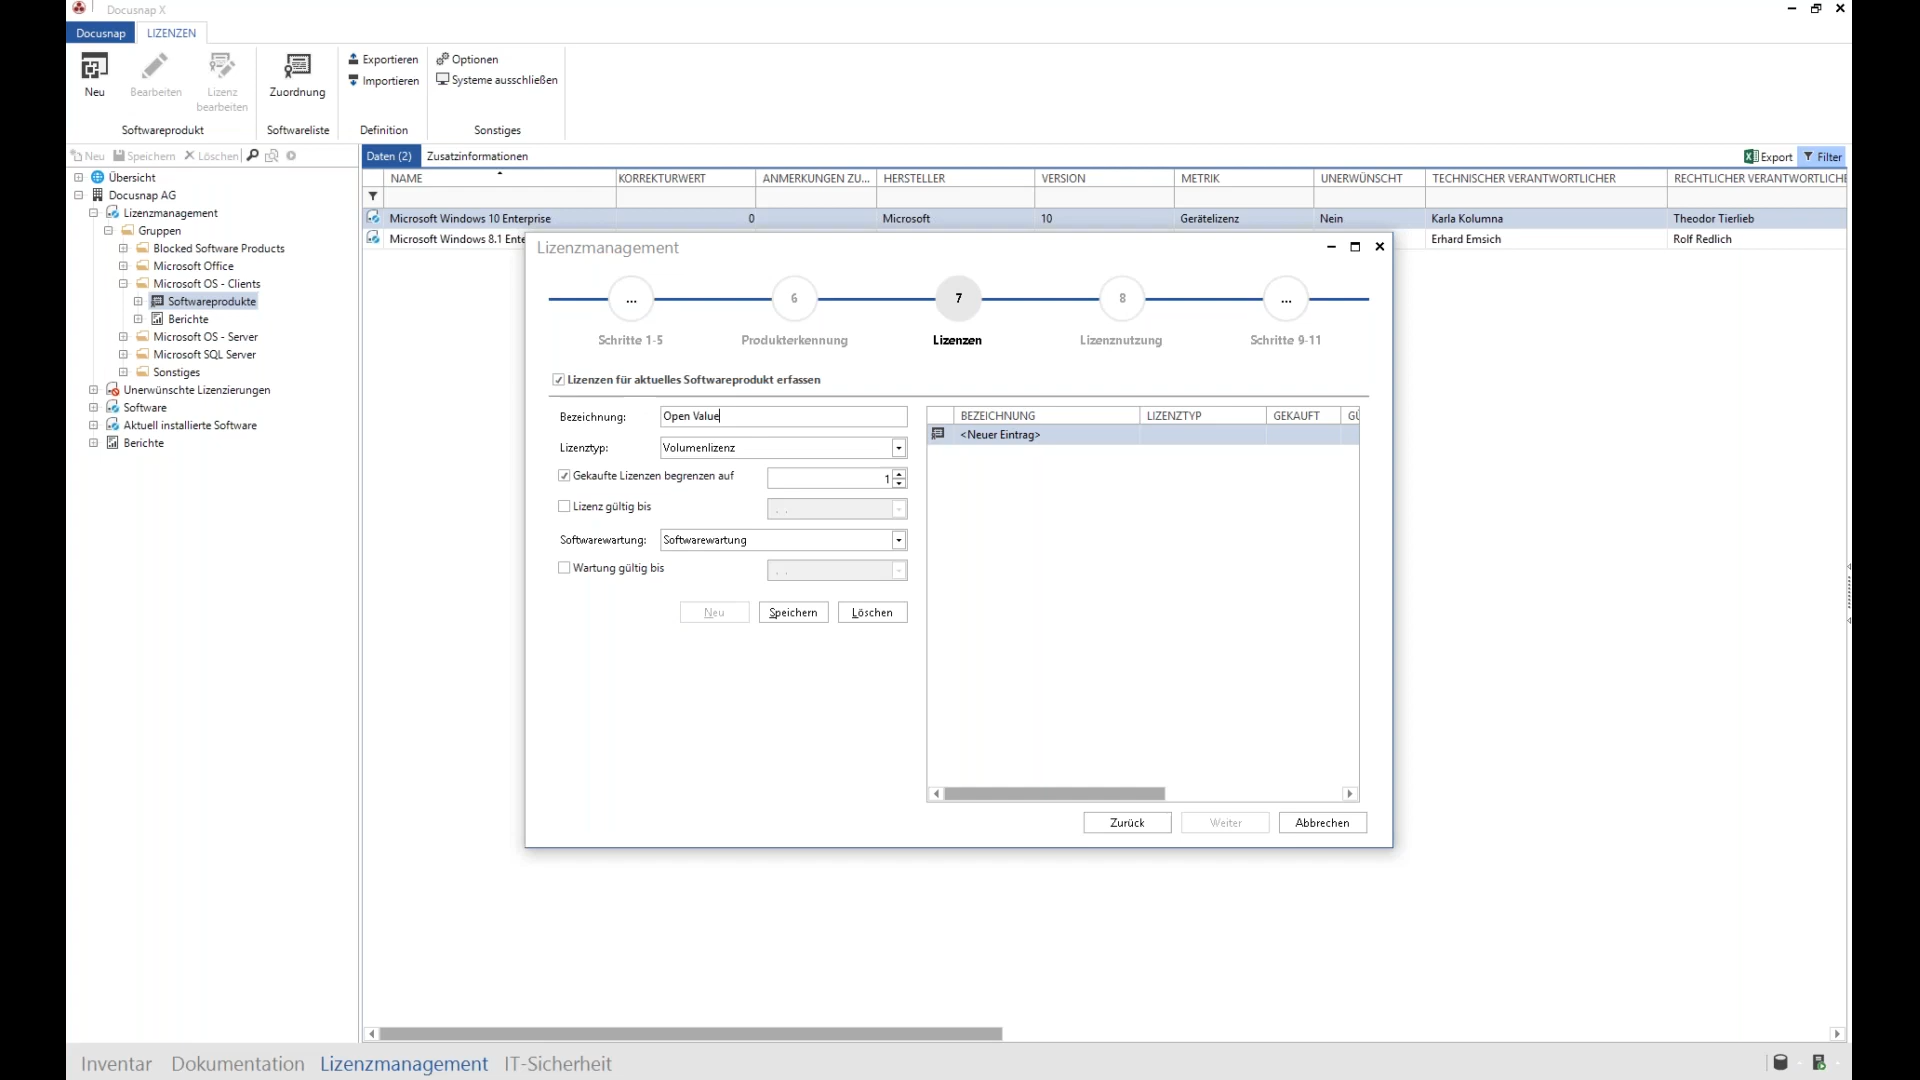 Docusnap X
Docusnap LIZENZEN
Neu
Bearbeiten
Lizenz
bearbeiten
Softwareprodukt
Zuordnung
Softwareliste
Exportieren
Importieren
Definition
Optionen
Systeme ausschließen
Sonstiges
Neu Speichern Löschen
Übersicht
Docusnap AG
Lizenzmanagement
Gruppen
Blocked Software Products
Microsoft Office
Microsoft OS - Clients
Softwareprodukte
Berichte
Microsoft OS - Server
Microsoft SQL Server
Sonstiges
Unerwünschte Lizenzierungen
Software
Aktuell installierte Software
Berichte
Daten (2) Zusatzinformationen Export Filter
NAME KORREKTURWERT ANMERKUNGEN ZU... HERSTELLER VERSION METRIK UNERWÜNSCHT TECHNISCHER VERANTWORTLICHER RECHTLICHER VERANTWORTLICHE
Microsoft Windows 10 Enterprise 0 Microsoft 10 Gerätelizenz Nein Karla Kolumna Theodor Tierlieb
Microsoft Windows 8.1 Ente Erhard Emsich Rolf Redlich
Lizenzmanagement
... 6 7 8 ...
Schritte 1-5 Produkterkennung Lizenzen Lizenznutzung Schritte 9-11
Lizenzen für aktuelles Softwareprodukt erfassen
Bezeichnung: Open Value
Lizenztyp: Volumenlizenz
Gekaufte Lizenzen begrenzen auf 1
Lizenz gültig bis . .
Softwarewartung: Softwarewartung
Wartung gültig bis . .
Neu Speichern Löschen
BEZEICHNUNG LIZENZTYP GEKAUFT GÜ
<Neuer Eintrag>
Zurück Weiter Abbrechen
Inventar Dokumentation Lizenzmanagement IT-Sicherheit